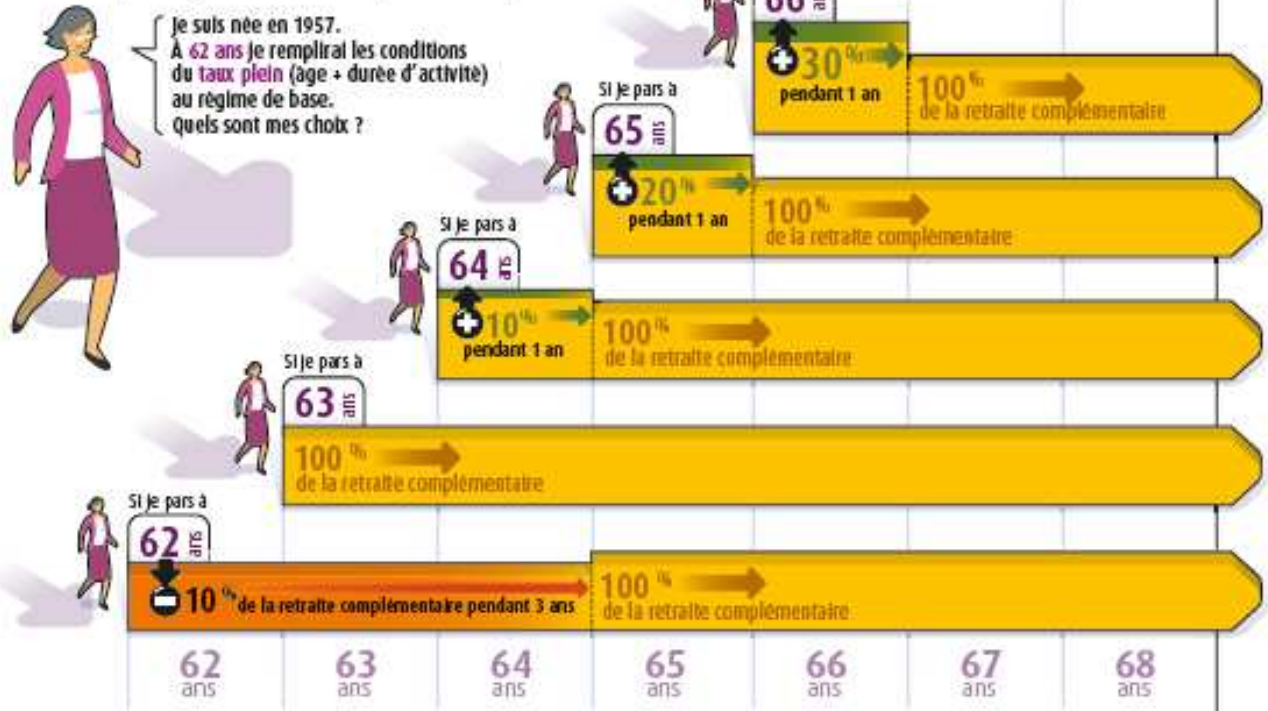 Je suis née en 1957.
À 62 ans je remplirai les conditions
du taux plein (âge + durée d'activité)
au régime de base.
Quels sont mes choix ?
66 ans
+ 30 %
pendant 1 an
100 %
de la retraite complémentaire
Si je pars à
65 ans
+ 20 %
pendant 1 an
100 %
de la retraite complémentaire
Si je pars à
64 ans
+ 10 %
pendant 1 an
100 %
de la retraite complémentaire
Si je pars à
63 ans
100 %
de la retraite complémentaire
Si je pars à
62 ans
- 10 % de la retraite complémentaire pendant 3 ans
100 %
de la retraite complémentaire
62 63 64 65 66 67 68
ans ans ans ans ans ans ans